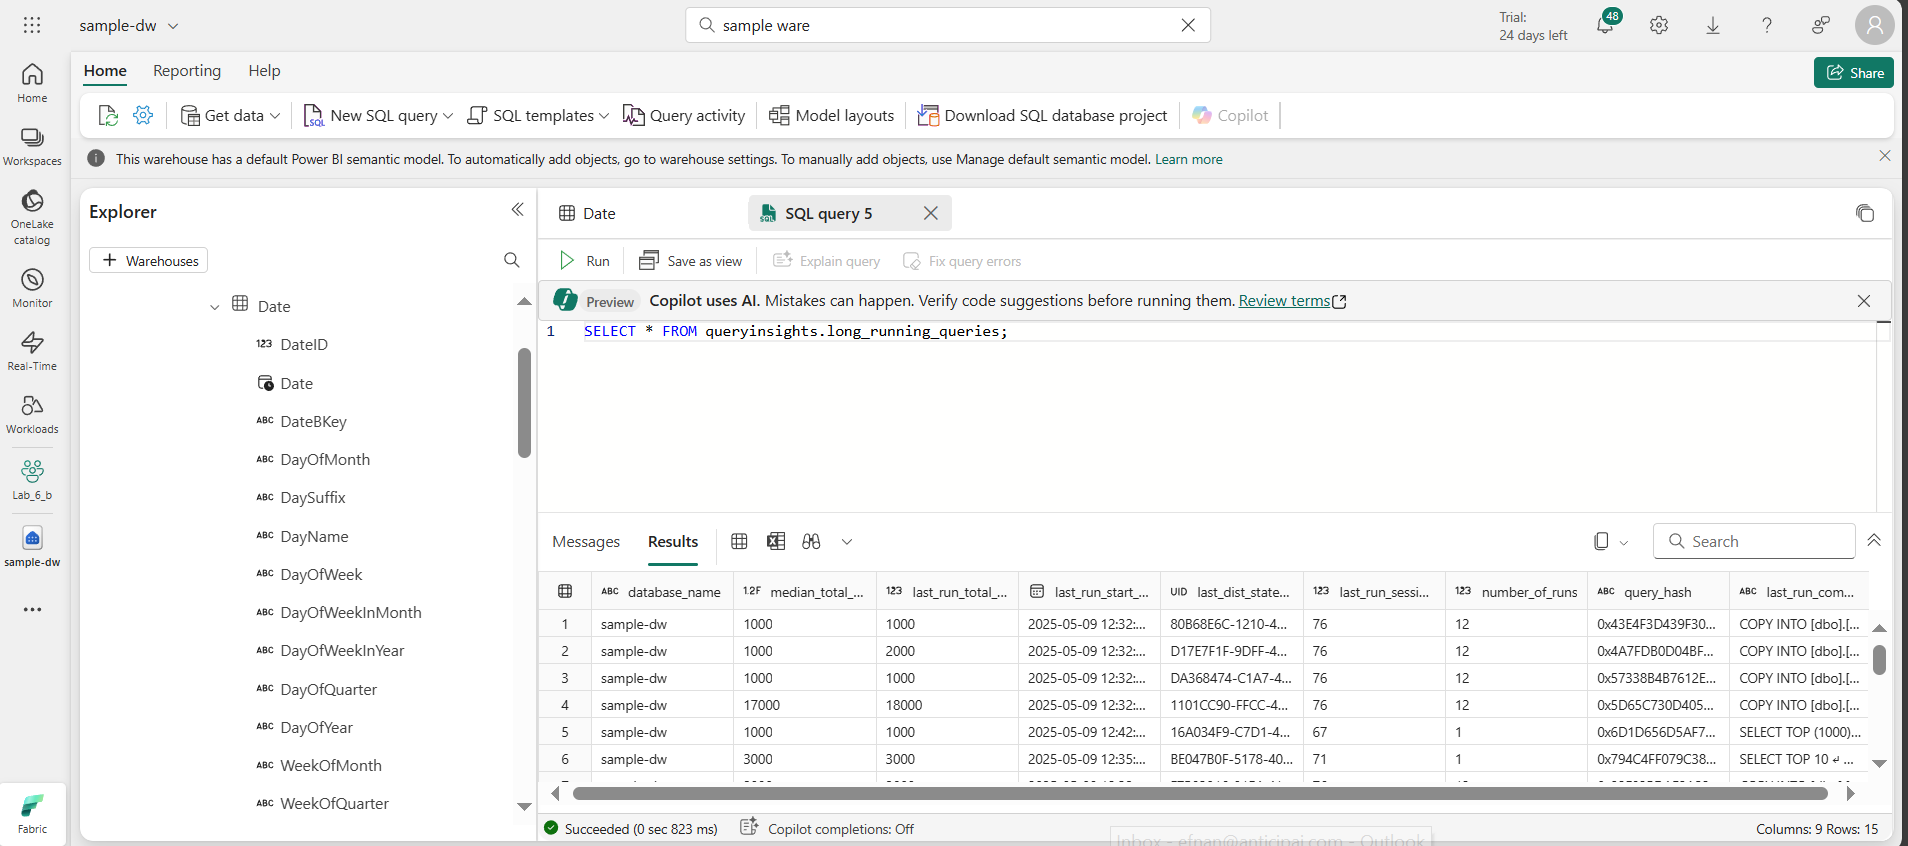 sample-dw
sample ware
Trial:
24 days left
48
Home
Reporting
Help
Share
Get data
New SQL query
SQL templates
Query activity
Model layouts
Download SQL database project
Copilot
This warehouse has a default Power BI semantic model. To automatically add objects, go to warehouse settings. To manually add objects, use Manage default semantic model. Learn more
Home
Workspaces
OneLake
catalog
Monitor
Real-Time
Workloads
Lab_6_b
sample-dw
Fabric
Explorer
Warehouses
Date
123 DateID
Date
ABC DateBKey
ABC DayOfMonth
ABC DaySuffix
ABC DayName
ABC DayOfWeek
ABC DayOfWeekInMonth
ABC DayOfWeekInYear
ABC DayOfQuarter
ABC DayOfYear
ABC WeekOfMonth
ABC WeekOfQuarter
Date
SQL query 5
Run
Save as view
Explain query
Fix query errors
Preview Copilot uses AI. Mistakes can happen. Verify code suggestions before running them. Review terms
1 SELECT * FROM queryinsights.long_running_queries;
Messages
Results
Search
ABC database_name 1.2F median_total_... 123 last_run_total_... last_run_start_... UID last_dist_state... 123 last_run_sessi... 123 number_of_runs ABC query_hash ABC last_run_com...
1 sample-dw 1000 1000 2025-05-09 12:32:... 80B68E6C-1210-4... 76 12 0x43E4F3D439F30... COPY INTO [dbo].[...
2 sample-dw 1000 2000 2025-05-09 12:32:... D17E7F1F-9DFF-4... 76 12 0x4A7FDB0D04BF... COPY INTO [dbo].[...
3 sample-dw 1000 1000 2025-05-09 12:32:... DA368474-C1A7-4... 76 12 0x57338B4B7612E... COPY INTO [dbo].[...
4 sample-dw 17000 18000 2025-05-09 12:32:... 1101CC90-FFCC-4... 76 12 0x5D65C730D405... COPY INTO [dbo].[...
5 sample-dw 1000 1000 2025-05-09 12:42:... 16A034F9-C7D1-4... 67 1 0x6D1D656D5AF7... SELECT TOP (1000)...
6 sample-dw 3000 3000 2025-05-09 12:35:... BE047B0F-5178-40... 71 1 0x794C4FF079C38... SELECT TOP 10 ↵ ...
Succeeded (0 sec 823 ms)
Copilot completions: Off
Inbox - efnan@anticipai.com - Outlook
Columns: 9 Rows: 15